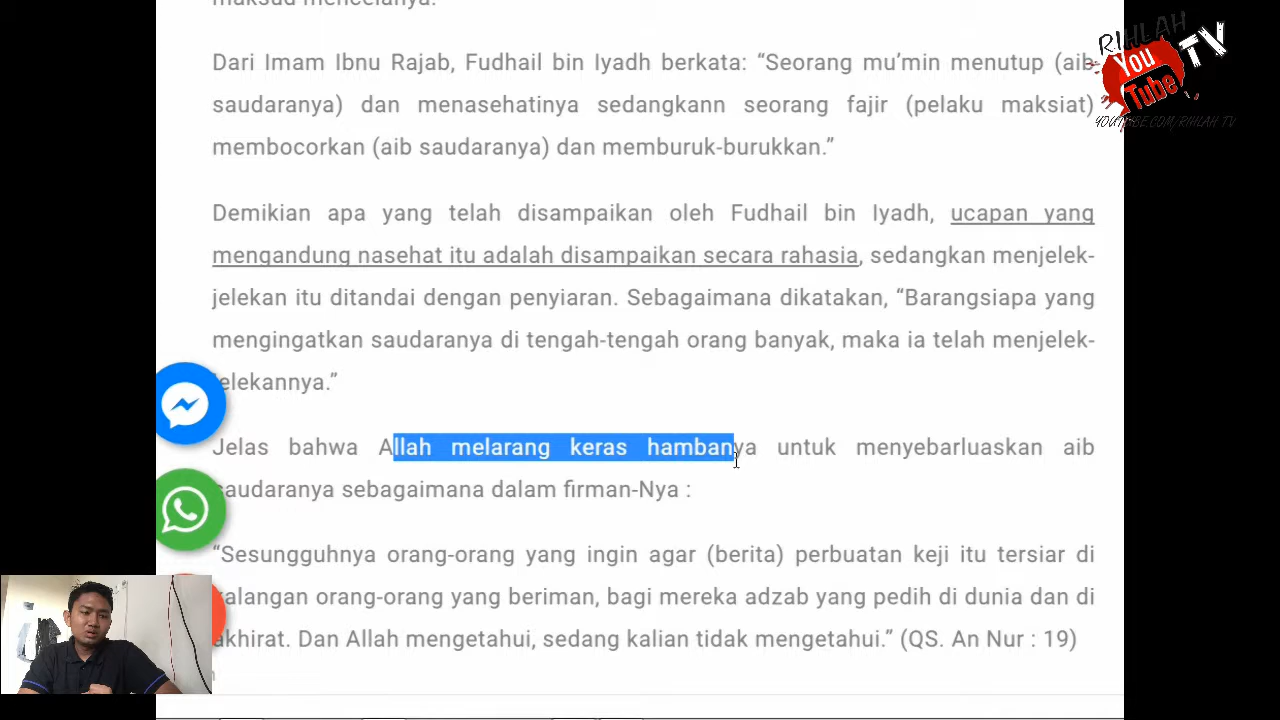 maksud mencelanya.
Dari Imam Ibnu Rajab, Fudhail bin Iyadh berkata: “Seorang mu’min menutup (aib
saudaranya) dan menasehatinya sedangkann seorang fajir (pelaku maksiat)
membocorkan (aib saudaranya) dan memburuk-burukkan.”
Demikian apa yang telah disampaikan oleh Fudhail bin Iyadh, ucapan yang
mengandung nasehat itu adalah disampaikan secara rahasia, sedangkan menjelek-
jelekan itu ditandai dengan penyiaran. Sebagaimana dikatakan, “Barangsiapa yang
mengingatkan saudaranya di tengah-tengah orang banyak, maka ia telah menjelek-
jelekannya.”
Jelas bahwa Allah melarang keras hambanya untuk menyebarluaskan aib
saudaranya sebagaimana dalam firman-Nya :
“Sesungguhnya orang-orang yang ingin agar (berita) perbuatan keji itu tersiar di
kalangan orang-orang yang beriman, bagi mereka adzab yang pedih di dunia dan di
akhirat. Dan Allah mengetahui, sedang kalian tidak mengetahui.” (QS. An Nur : 19)
RIHLAH
You
Tube
TV
YOUTUBE.COM/RIHLAH TV